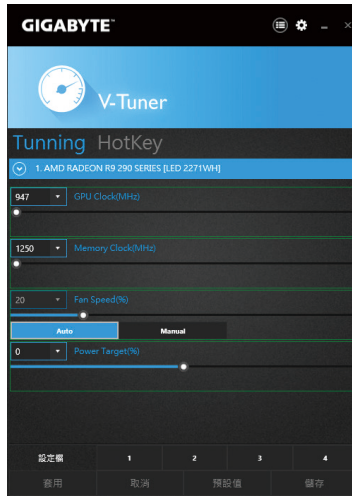 GIGABYTE™
V-Tuner
Tunning HotKey
1. AMD RADEON R9 290 SERIES [LED 2271WH]
947 GPU Clock(MHz)
1250 Memory Clock(MHz)
20 Fan Speed(%)
Auto Manual
0 Power Target(%)
設定檔 1 2 3 4
套用 取消 預設值 儲存